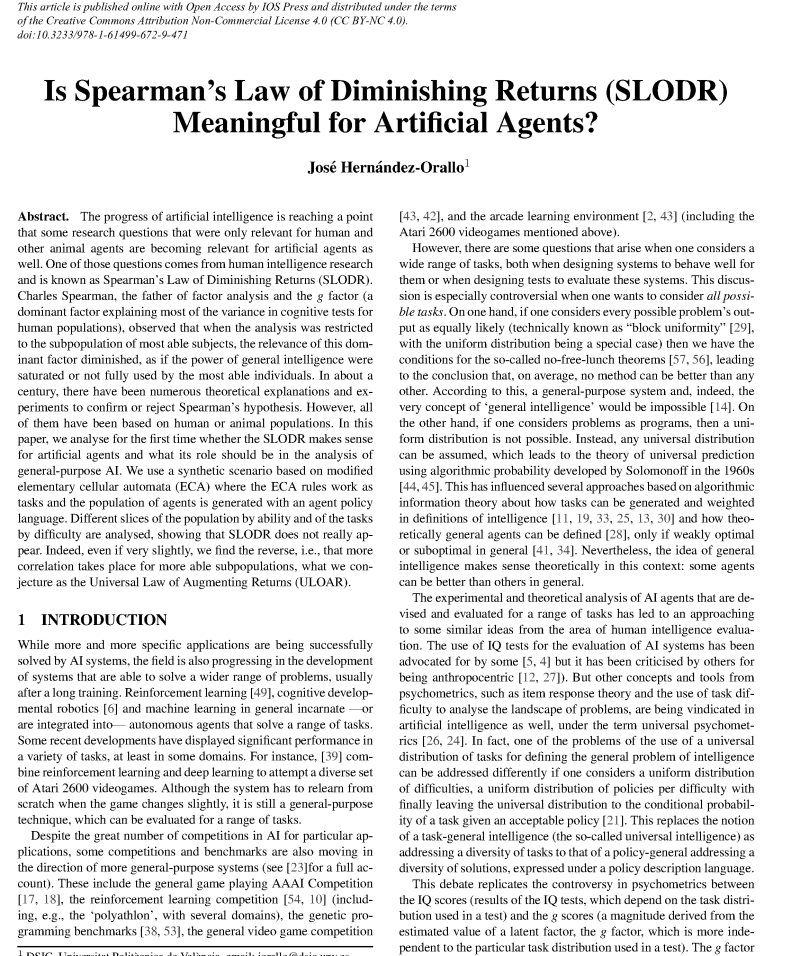 This article is published online with Open Access by IOS Press and distributed under the terms
of the Creative Commons Attribution Non-Commercial License 4.0 (CC BY-NC 4.0).
doi:10.3233/978-1-61499-672-9-471
Is Spearman's Law of Diminishing Returns (SLODR)
Meaningful for Artificial Agents?
José Hernández-Orallo1
Abstract. The progress of artificial intelligence is reaching a point
that some research questions that were only relevant for human and
other animal agents are becoming relevant for artificial agents as
well. One of those questions comes from human intelligence research
and is known as Spearman's Law of Diminishing Returns (SLODR).
Charles Spearman, the father of factor analysis and the g factor (a
dominant factor explaining most of the variance in cognitive tests for
human populations), observed that when the analysis was restricted
to the subpopulation of most able subjects, the relevance of this dom-
inant factor diminished, as if the power of general intelligence were
saturated or not fully used by the most able individuals. In about a
century, there have been numerous theoretical explanations and ex-
periments to confirm or reject Spearman's hypothesis. However, all
of them have been based on human or animal populations. In this
paper, we analyse for the first time whether the SLODR makes sense
for artificial agents and what its role should be in the analysis of
general-purpose AI. We use a synthetic scenario based on modified
elementary cellular automata (ECA) where the ECA rules work as
tasks and the population of agents is generated with an agent policy
language. Different slices of the population by ability and of the tasks
by difficulty are analysed, showing that SLODR does not really ap-
pear. Indeed, even if very slightly, we find the reverse, i.e., that more
correlation takes place for more able subpopulations, what we con-
jecture as the Universal Law of Augmenting Returns (ULOAR).
1 INTRODUCTION
While more and more specific applications are being successfully
solved by AI systems, the field is also progressing in the development
of systems that are able to solve a wider range of problems, usually
after a long training. Reinforcement learning [49], cognitive develop-
mental robotics [6] and machine learning in general incarnate —or
are integrated into— autonomous agents that solve a range of tasks.
Some recent developments have displayed significant performance in
a variety of tasks, at least in some domains. For instance, [39] com-
bine reinforcement learning and deep learning to attempt a diverse set
of Atari 2600 videogames. Although the system has to relearn from
scratch when the game changes slightly, it is still a general-purpose
technique, which can be evaluated for a range of tasks.
Despite the great number of competitions in AI for particular ap-
plications, some competitions and benchmarks are also moving in
the direction of more general-purpose systems (see [23]for a full ac-
count). These include the general game playing AAAI Competition
[17, 18], the reinforcement learning competition [54, 10] (includ-
ing, e.g., the 'polyathlon', with several domains), the genetic pro-
gramming benchmarks [38, 53], the general video game competition
1 DSIC, Universitat Politècnica de València, email: jorallo@dsic.upv.es
[43, 42], and the arcade learning environment [2, 43] (including the
Atari 2600 videogames mentioned above).
However, there are some questions that arise when one considers a
wide range of tasks, both when designing systems to behave well for
them or when designing tests to evaluate these systems. This discus-
sion is especially controversial when one wants to consider all possi-
ble tasks. On one hand, if one considers every possible problem's out-
put as equally likely (technically known as "block uniformity" [29],
with the uniform distribution being a special case) then we have the
conditions for the so-called no-free-lunch theorems [57, 56], leading
to the conclusion that, on average, no method can be better than any
other. According to this, a general-purpose system and, indeed, the
very concept of 'general intelligence' would be impossible [14]. On
the other hand, if one considers problems as programs, then a uni-
form distribution is not possible. Instead, any universal distribution
can be assumed, which leads to the theory of universal prediction
using algorithmic probability developed by Solomonoff in the 1960s
[44, 45]. This has influenced several approaches based on algorithmic
information theory about how tasks can be generated and weighted
in definitions of intelligence [11, 19, 33, 25, 13, 30] and how theo-
retically general agents can be defined [28], only if weakly optimal
or suboptimal in general [41, 34]. Nevertheless, the idea of general
intelligence makes sense theoretically in this context: some agents
can be better than others in general.
The experimental and theoretical analysis of AI agents that are de-
vised and evaluated for a range of tasks has led to an approaching
to some similar ideas from the area of human intelligence evalua-
tion. The use of IQ tests for the evaluation of AI systems has been
advocated for by some [5, 4] but it has been criticised by others for
being anthropocentric [12, 27]). But other concepts and tools from
psychometrics, such as item response theory and the use of task dif-
ficulty to analyse the landscape of problems, are being vindicated in
artificial intelligence as well, under the term universal psychomet-
rics [26, 24]. In fact, one of the problems of the use of a universal
distribution of tasks for defining the general problem of intelligence
can be addressed differently if one considers a uniform distribution
of difficulties, a uniform distribution of policies per difficulty with
finally leaving the universal distribution to the conditional probabil-
ity of a task given an acceptable policy [21]. This replaces the notion
of a task-general intelligence (the so-called universal intelligence) as
addressing a diversity of tasks to that of a policy-general addressing a
diversity of solutions, expressed under a policy description language.
This debate replicates the controversy in psychometrics between
the IQ scores (results of the IQ tests, which depend on the task distri-
bution used in a test) and the g scores (a magnitude derived from the
estimated value of a latent factor, the g factor, which is more inde-
pendent to the particular task distribution used in a test). The g factor